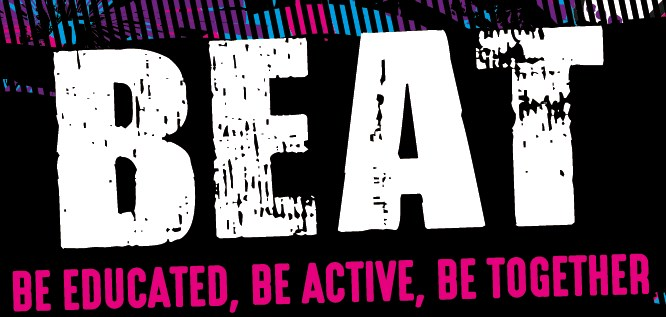 BEAT
BE EDUCATED, BE ACTIVE, BE TOGETHER